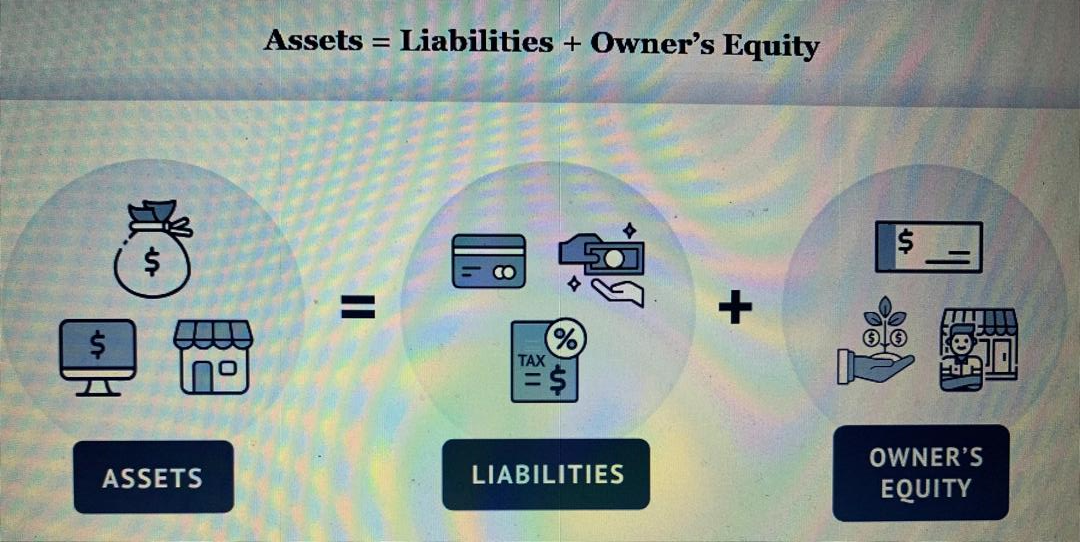 Assets = Liabilities + Owner's Equity
$
$
=
+
$
$ $
%
TAX
= $
ASSETS
LIABILITIES
OWNER'S
EQUITY